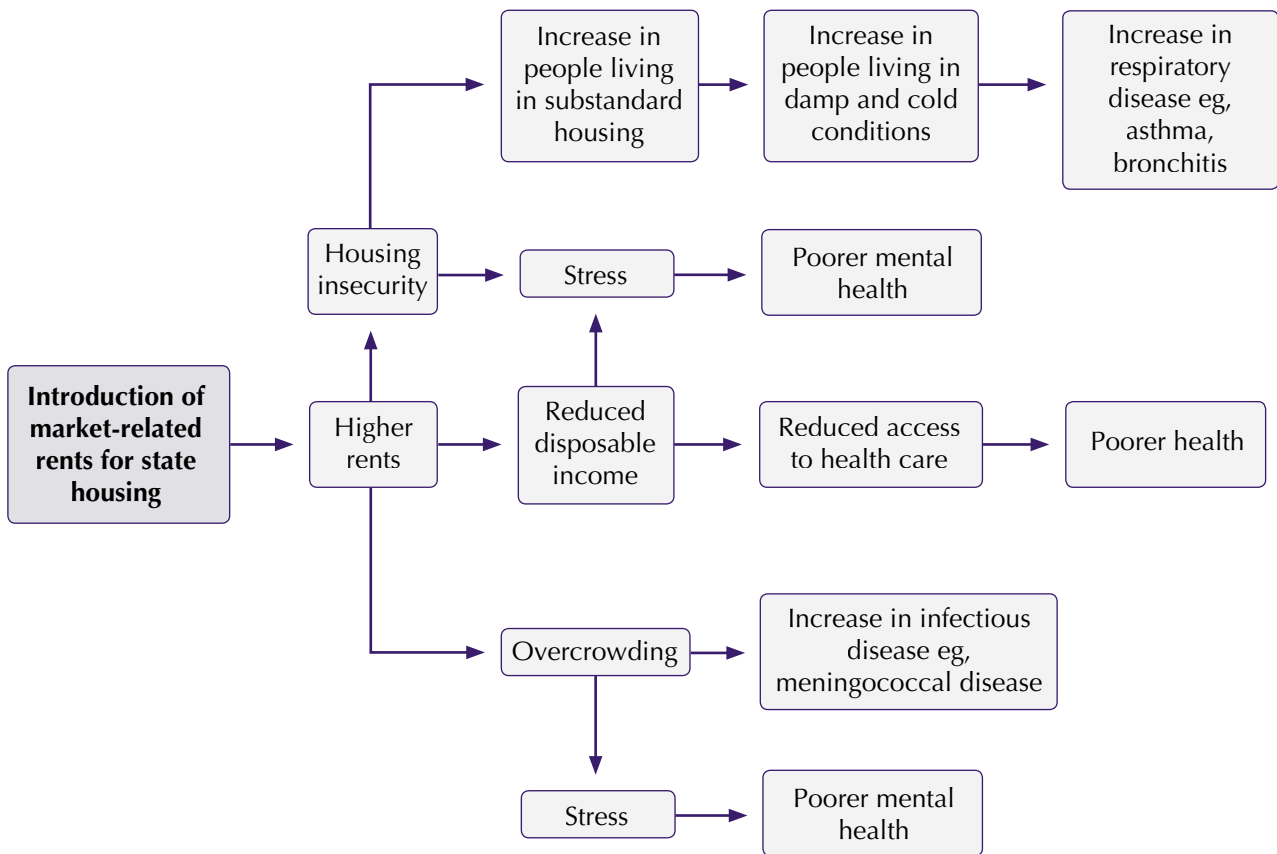 Increase in
people living
in substandard
housing
Increase in
people living in
damp and cold
conditions
Increase in
respiratory
disease eg,
asthma,
bronchitis
Housing
insecurity
Stress
Poorer mental
health
Introduction of
market-related
rents for state
housing
Higher
rents
Reduced
disposable
income
Reduced access
to health care
Poorer health
Overcrowding
Increase in infectious
disease eg,
meningococcal disease
Stress
Poorer mental
health